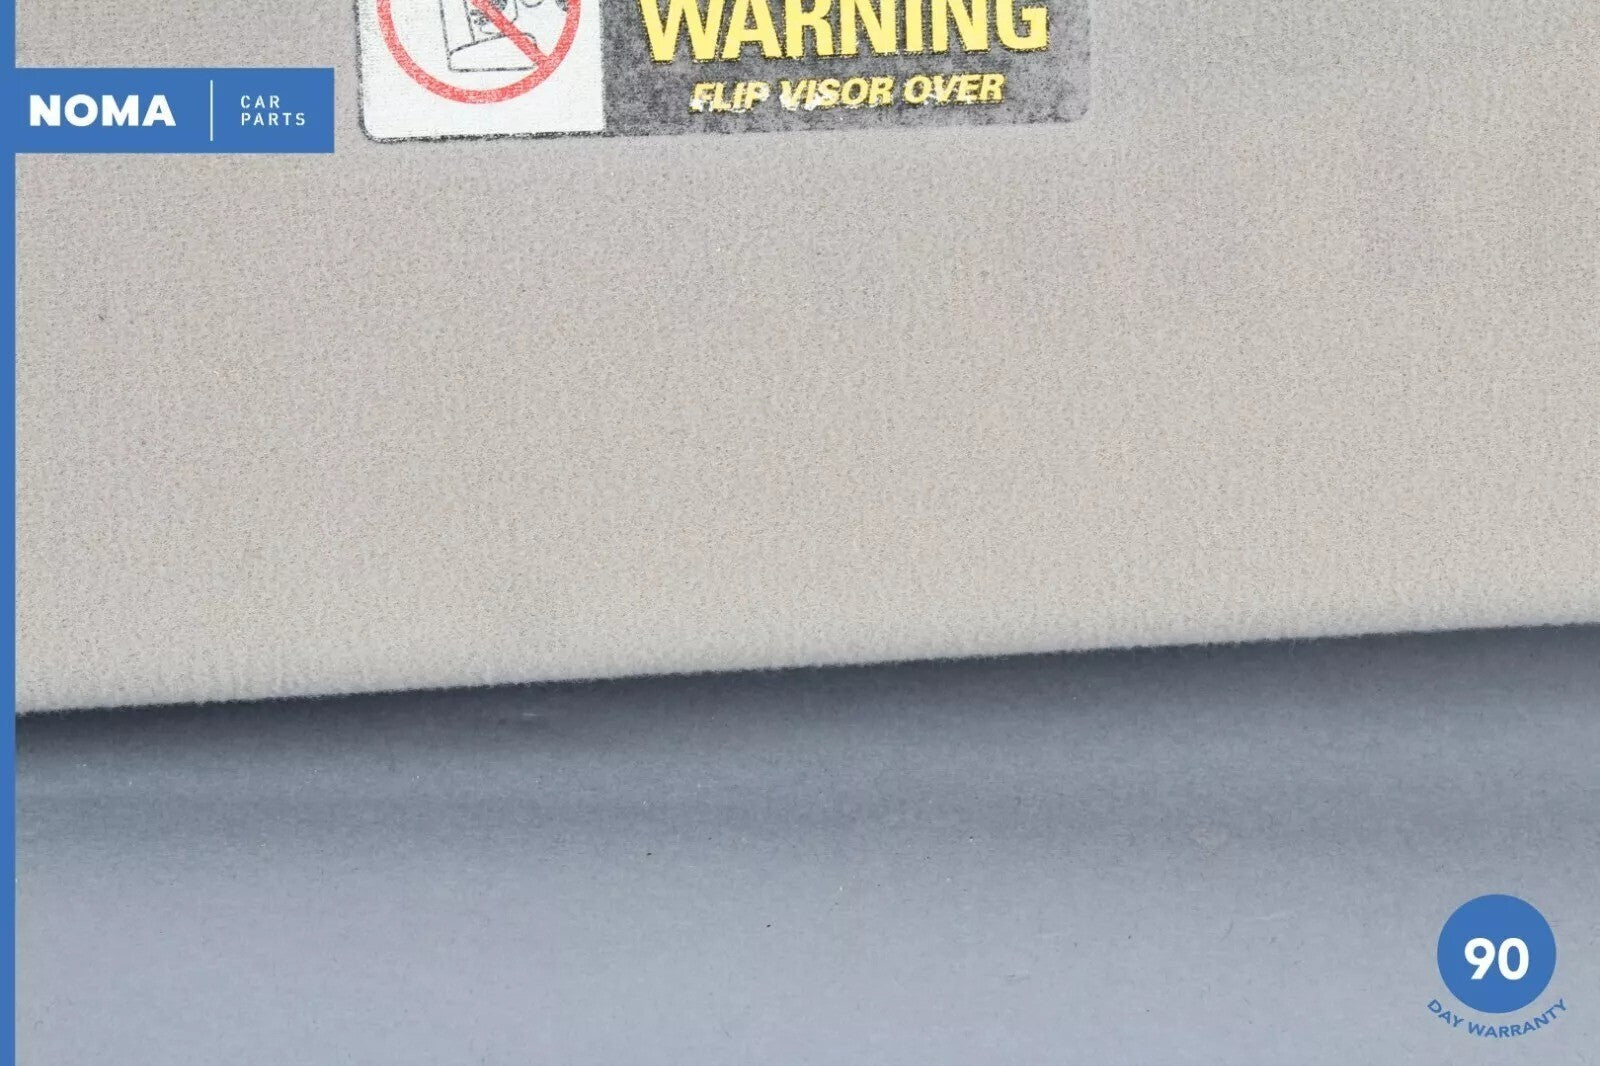 WARNING
FLIP VISOR OVER
NOMA
CAR
PARTS
90
DAY WARRANTY